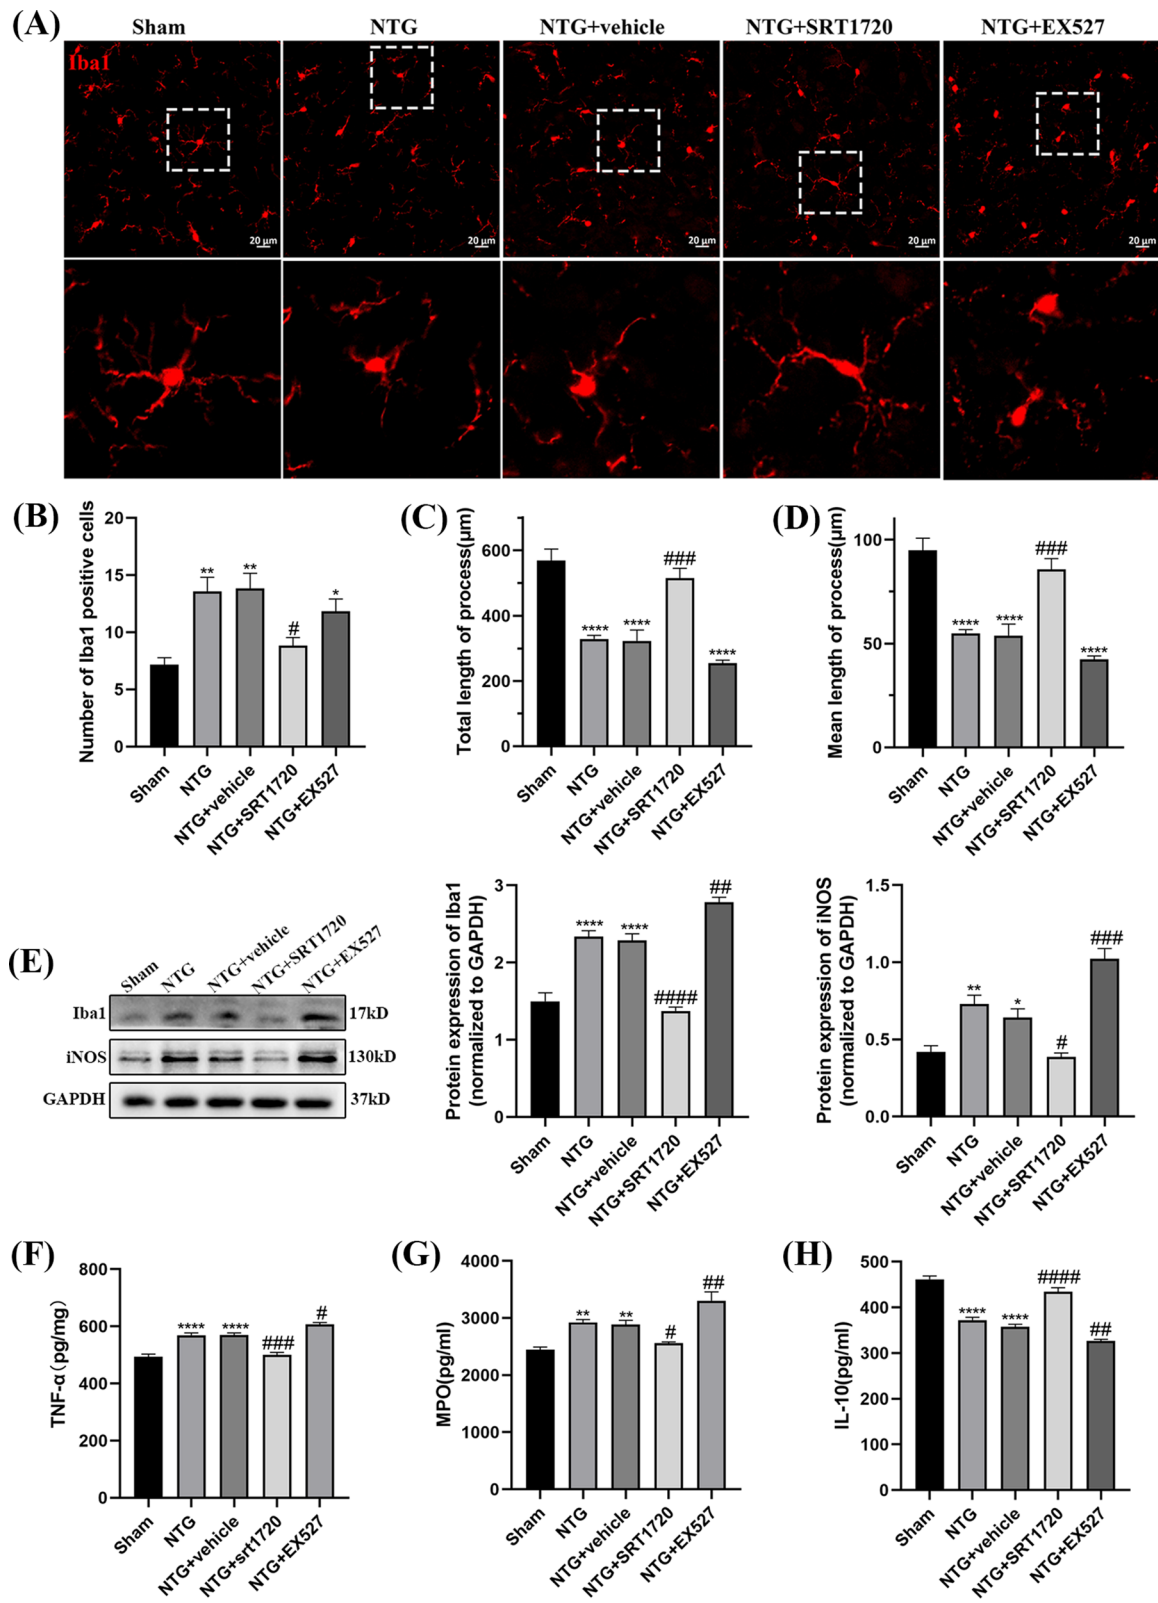 (A)
Sham NTG NTG+vehicle NTG+SRT1720 NTG+EX527
Iba1
20 μm 20 μm 20 μm 20 μm 20 μm
(B)
Number of Iba1 positive cells
20
15
10
5
0
** ** # *
Sham NTG NTG+vehicle NTG+SRT1720 NTG+EX527
(C)
Total length of process(μm)
600
400
200
0
**** **** ### ****
Sham NTG NTG+vehicle NTG+SRT1720 NTG+EX527
(D)
Mean length of process(μm)
100
50
0
**** **** ### ****
Sham NTG NTG+vehicle NTG+SRT1720 NTG+EX527
(E)
Sham NTG NTG+vehicle NTG+SRT1720 NTG+EX527
Iba1 17kD
iNOS 130kD
GAPDH 37kD
Protein expression of Iba1
(normalized to GAPDH)
3
2
1
0
**** **** #### ##
Sham NTG NTG+vehicle NTG+SRT1720 NTG+EX527
Protein expression of iNOS
(normalized to GAPDH)
1.5
1.0
0.5
0.0
** * # ###
Sham NTG NTG+vehicle NTG+SRT1720 NTG+EX527
(F)
TNF-α(pg/mg)
800
600
400
200
0
**** **** ### #
Sham NTG NTG+vehicle NTG+srt1720 NTG+EX527
(G)
MPO(pg/ml)
4000
3000
2000
1000
0
** ** # ##
Sham NTG NTG+vehicle NTG+SRT1720 NTG+EX527
(H)
IL-10(pg/ml)
500
400
300
200
100
0
**** **** #### ##
Sham NTG NTG+vehicle NTG+SRT1720 NTG+EX527